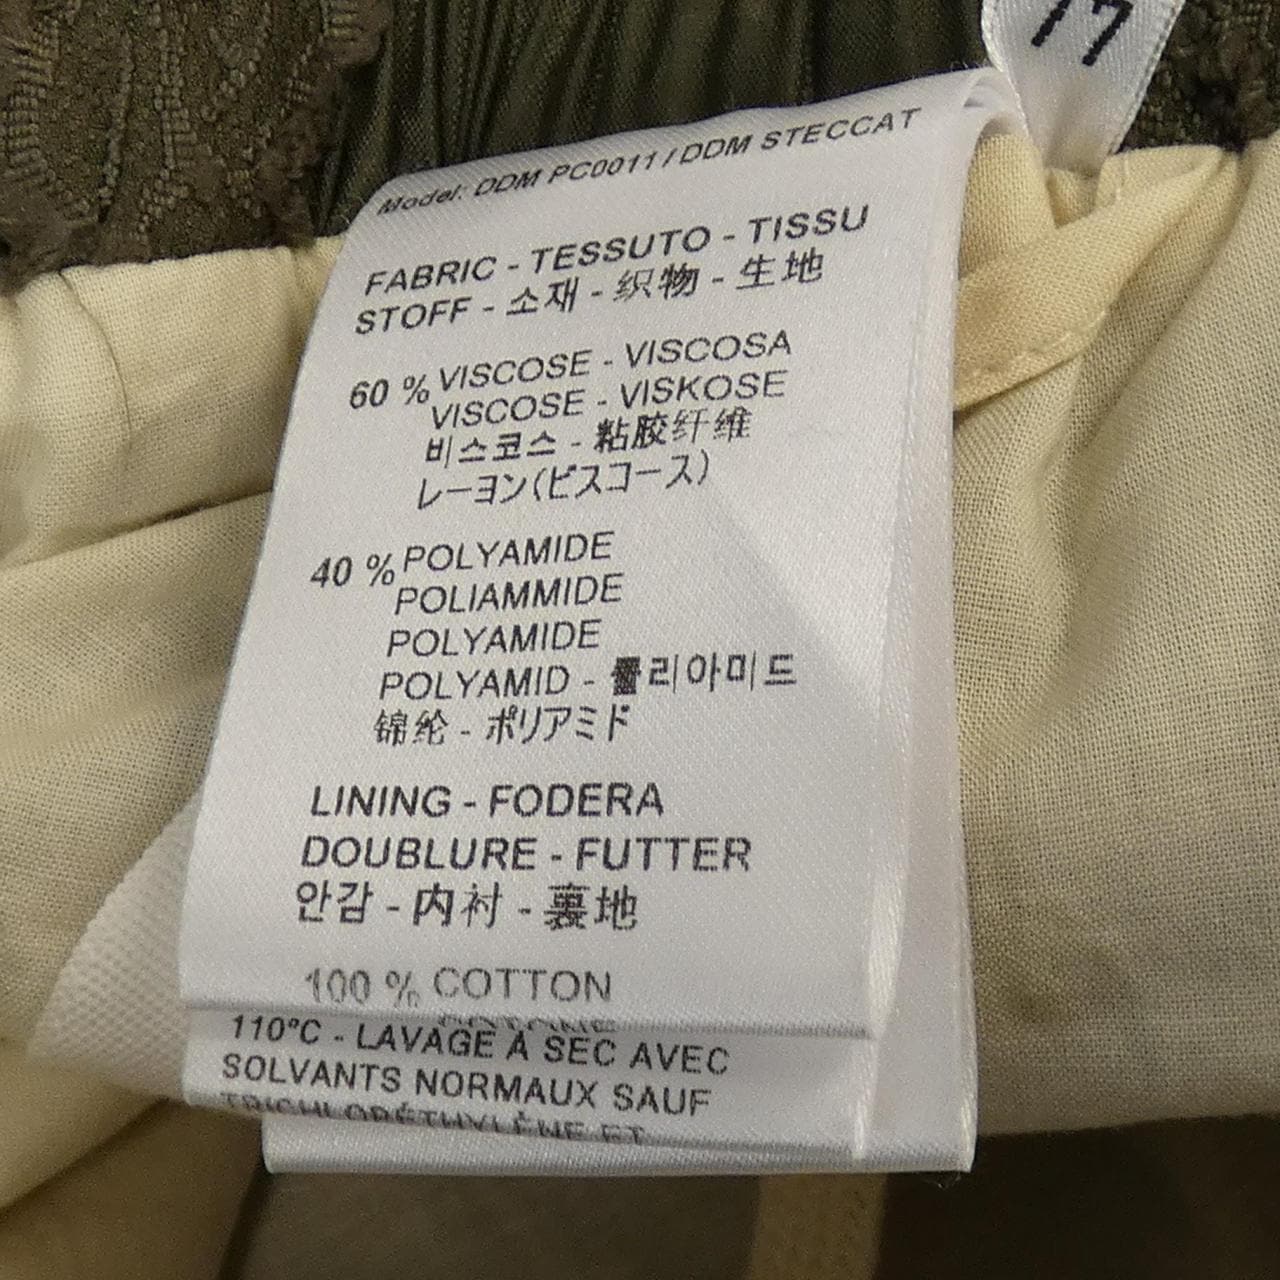 17
Model: DDM PC0011 / DDM STECCAT
FABRIC - TESSUTO - TISSU
STOFF - 소재 - 织物 - 生地
60 % VISCOSE - VISCOSA
VISCOSE - VISKOSE
비스코스 - 粘胶纤维
レーヨン(ビスコース)
40 % POLYAMIDE
POLIAMMIDE
POLYAMIDE
POLYAMID - 폴리아미드
锦纶 - ポリアミド
LINING - FODERA
DOUBLURE - FUTTER
안감 - 内衬 - 裏地
100 % COTTON
110°C - LAVAGE À SEC AVEC
SOLVANTS NORMAUX SAUF
TRICHLORÉTHYLÈNE ET